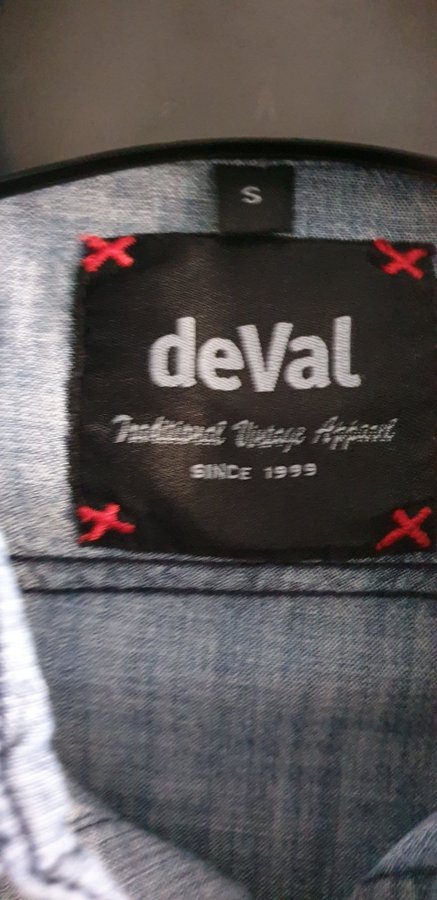 S
deVal
Traditional Vintage Apparel
SINCE 1999